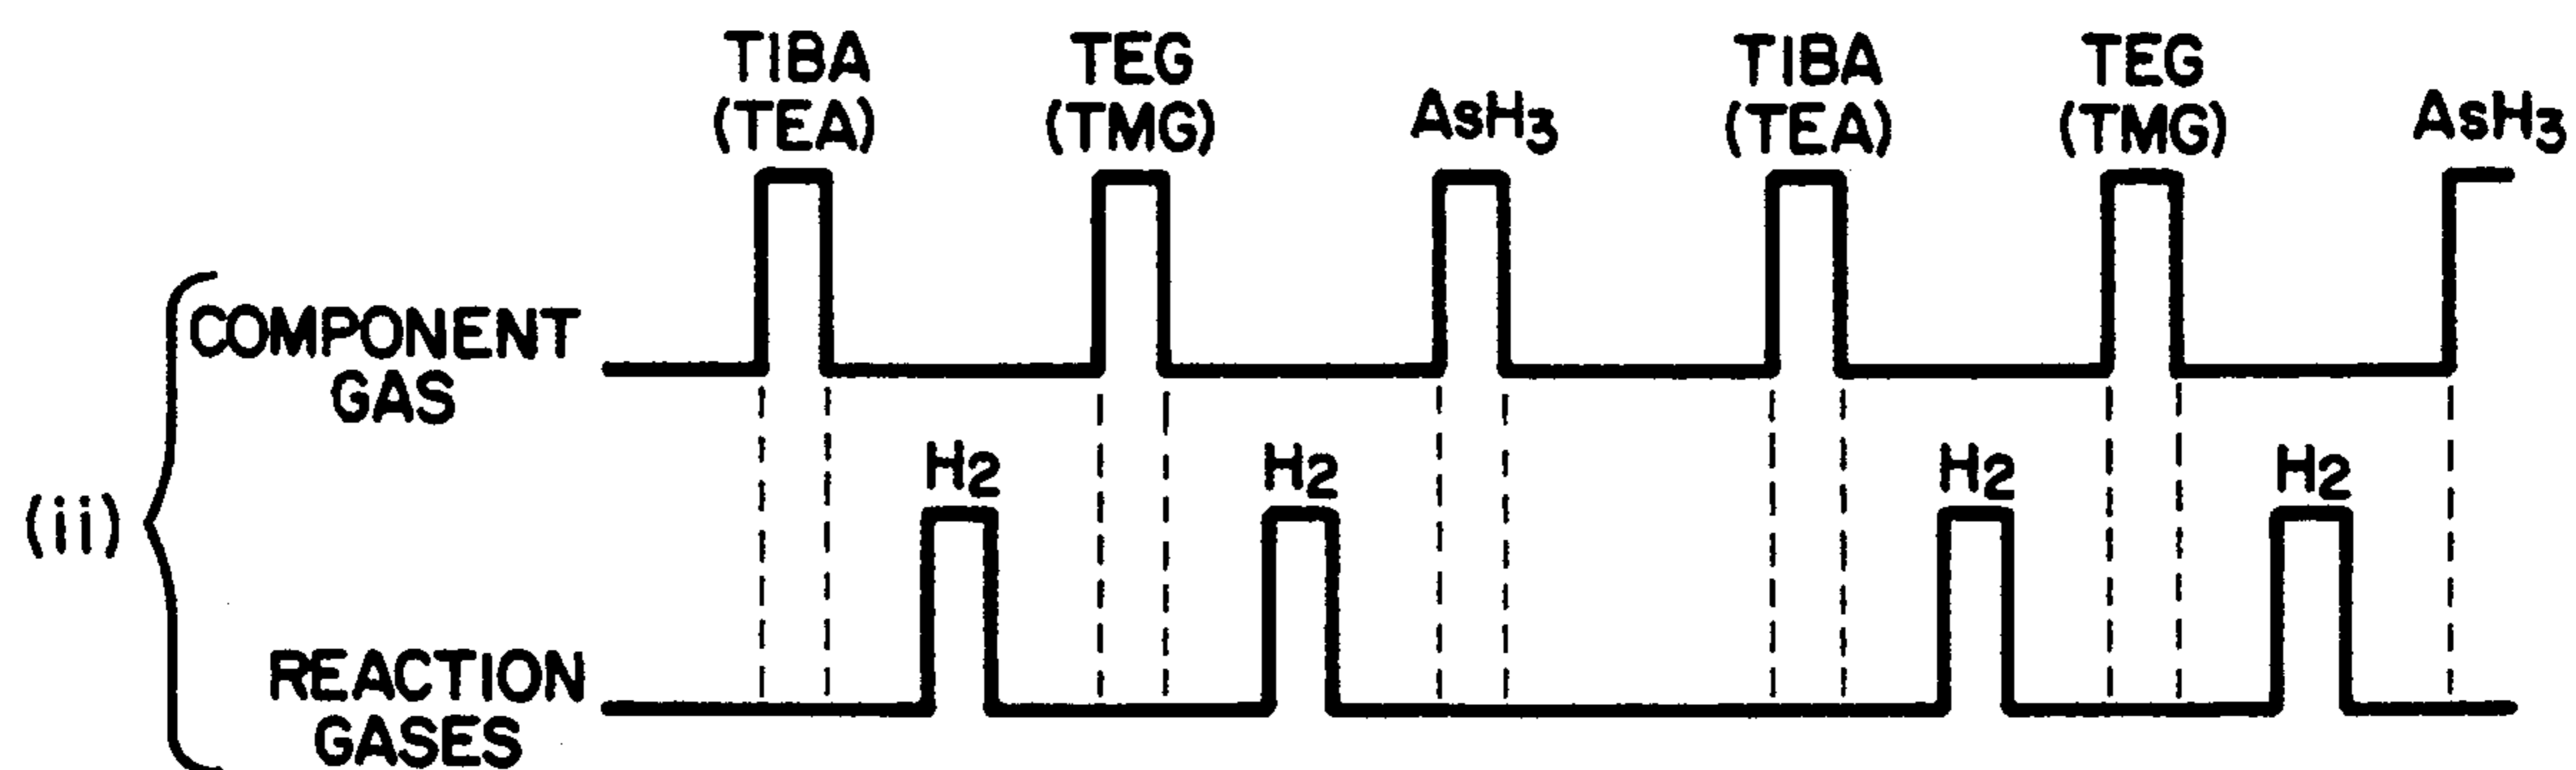 TIBA
(TEA)
TEG
(TMG)
AsH3
TIBA
(TEA)
TEG
(TMG)
AsH3
COMPONENT
GAS
(ii)
H2
H2
H2
H2
REACTION
GASES